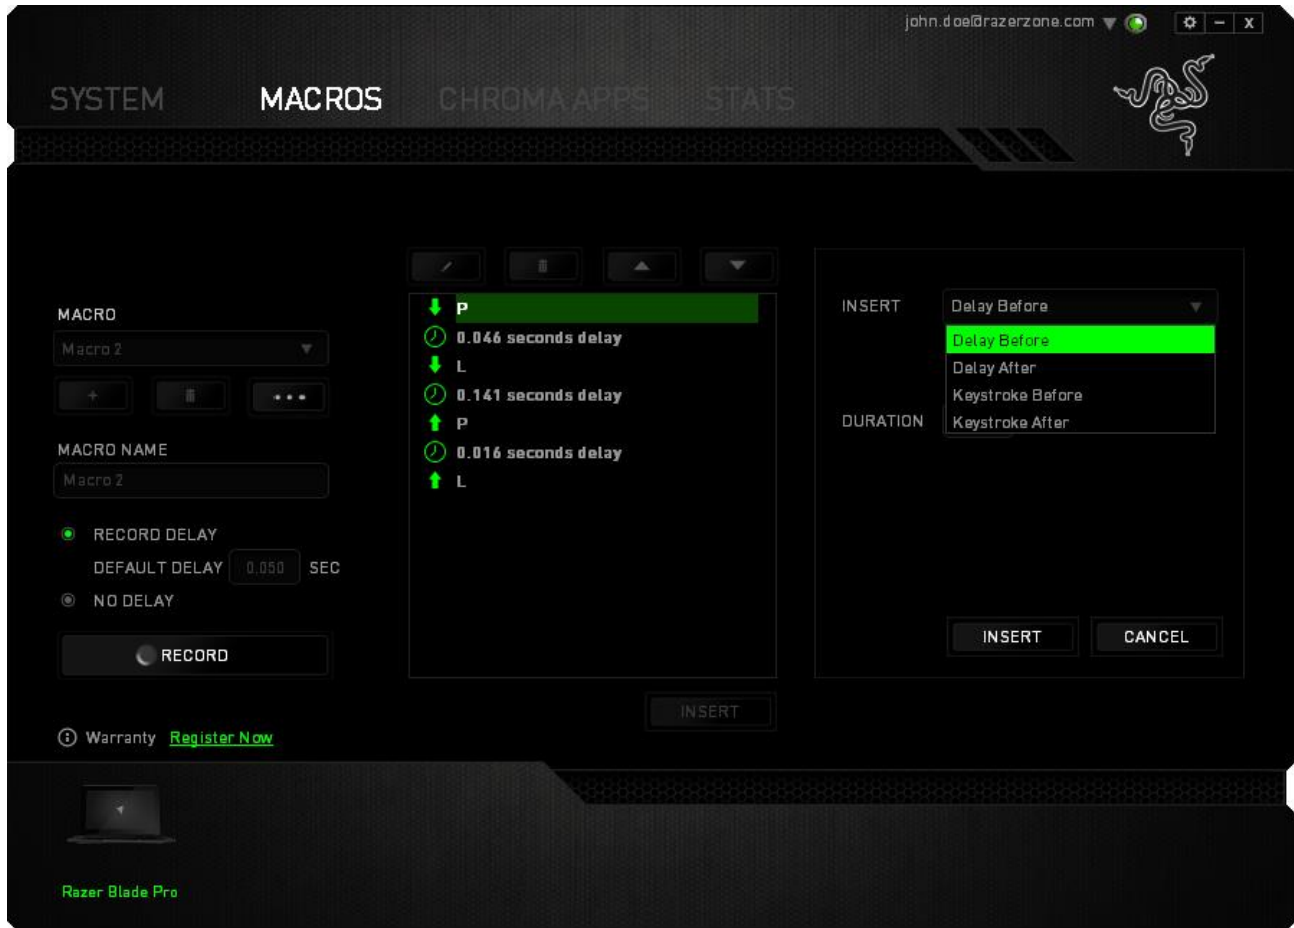 john.doe@razerzone.com
X
SYSTEM MACROS CHROMA APPS STATS
MACRO
Macro 2
MACRO NAME
Macro 2
RECORD DELAY
DEFAULT DELAY 0.050 SEC
NO DELAY
RECORD
P
0.046 seconds delay
L
0.141 seconds delay
P
0.016 seconds delay
L
INSERT
INSERT Delay Before
Delay Before
Delay After
Keystroke Before
Keystroke After
DURATION
INSERT CANCEL
Warranty Register Now
Razer Blade Pro